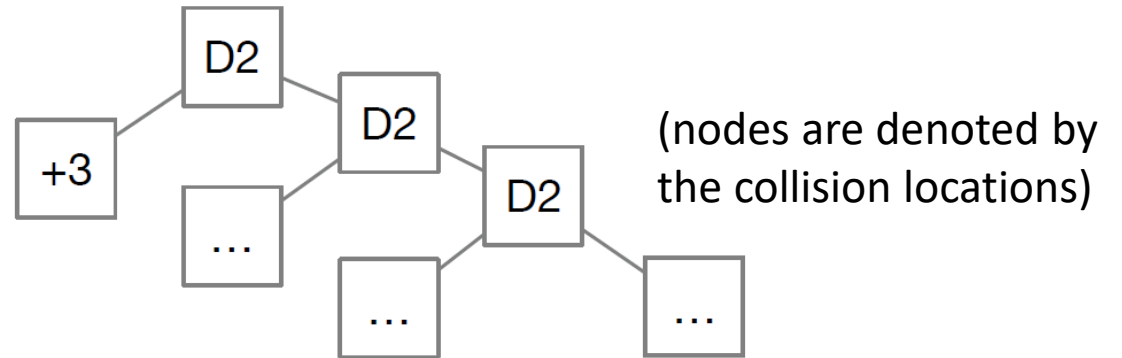 D2
D2
(nodes are denoted by
the collision locations)
+3
D2
...
...
...